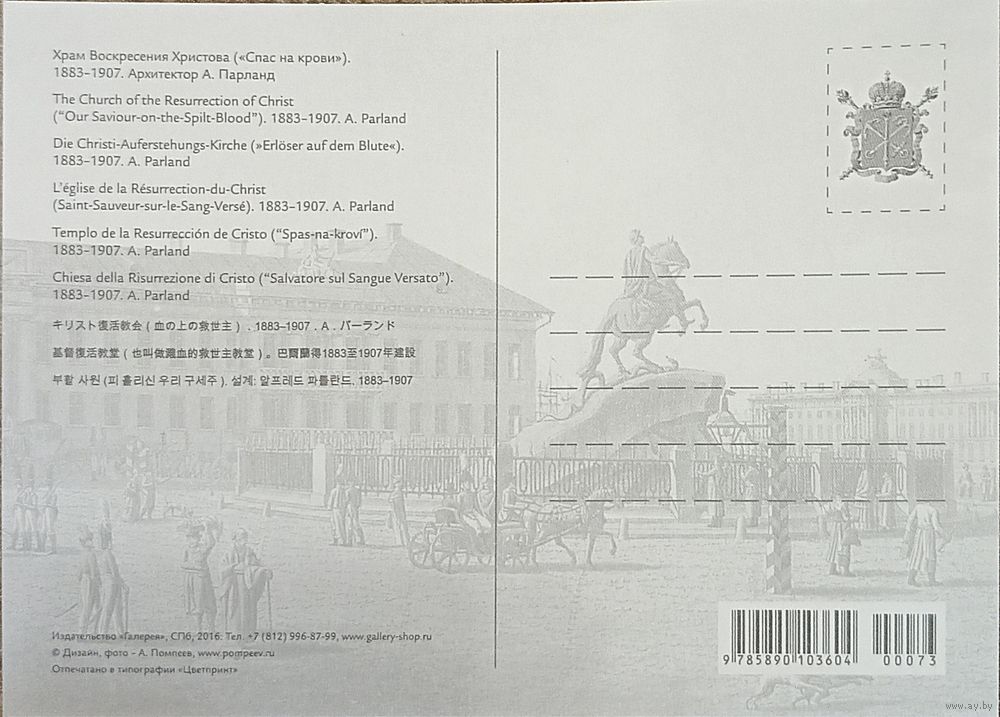 Храм Воскресения Христова («Спас на крови»).
1883–1907. Архитектор А. Парланд
The Church of the Resurrection of Christ
(“Our Saviour-on-the-Spilt-Blood”). 1883–1907. A. Parland
Die Christi-Auferstehungs-Kirche (»Erlöser auf dem Blute«).
1883–1907. A. Parland
L’église de la Résurrection-du-Christ
(Saint-Sauveur-sur-le-Sang-Versé). 1883–1907. A. Parland
Templo de la Resurrección de Cristo (“Spas-na-kroví”).
1883–1907. A. Parland
Chiesa della Risurrezione di Cristo (“Salvatore sul Sangue Versato”).
1883–1907. A. Parland
キリスト復活教会 ( 血の上の救世主 ) . 1883–1907 . A . パーランド
基督復活教堂 ( 也叫做灑血的救世主教堂 ) 。巴爾蘭得1883至1907年建設
부활 사원 (피 흘리신 우리 구세주 ). 설계: 알프레드 파를란드. 1883–1907
Издательство «Галерея», СПб, 2016. Тел. +7 (812) 996-87-99, www.gallery-shop.ru
© Дизайн, фото – А. Помпеев, www.pompeev.ru
Отпечатано в типографии «Цветпринт»
9 785890 103604 00073
www.ay.by